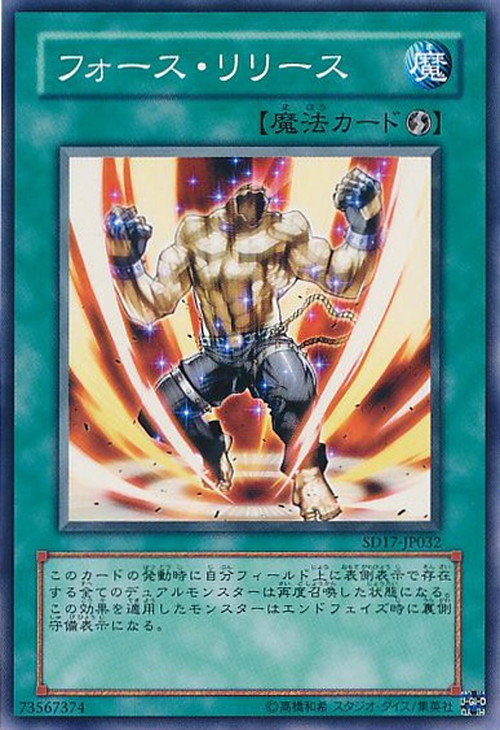 フォース・リリース
魔
【魔法カード】
SD17-JP032
このカードの発動時に自分フィールド上に表側表示で存在
する全てのデュアルモンスターは再度召喚した状態になる。
この効果を適用したモンスターはエンドフェイズ時に裏側
守備表示になる。
73567374
©高橋和希 スタジオ・ダイス/集英社